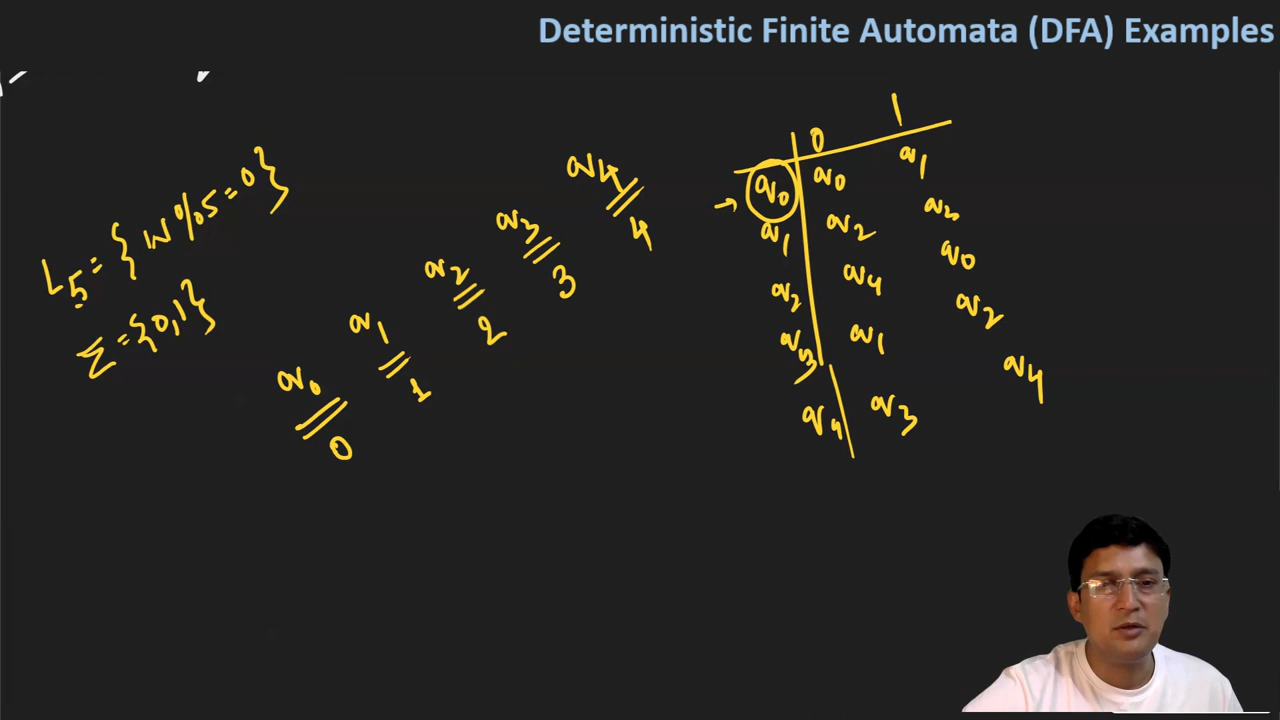 Deterministic Finite Automata (DFA) Examples
L5 = { w%5=0 }
Σ = {0,1}
q0 q1 q2 q3 q4
0 1 2 3 4
0 1
→ q0 q0 q1
q1 q2
q2 q4 q0
q3 q1 q2
q4 q3 q4